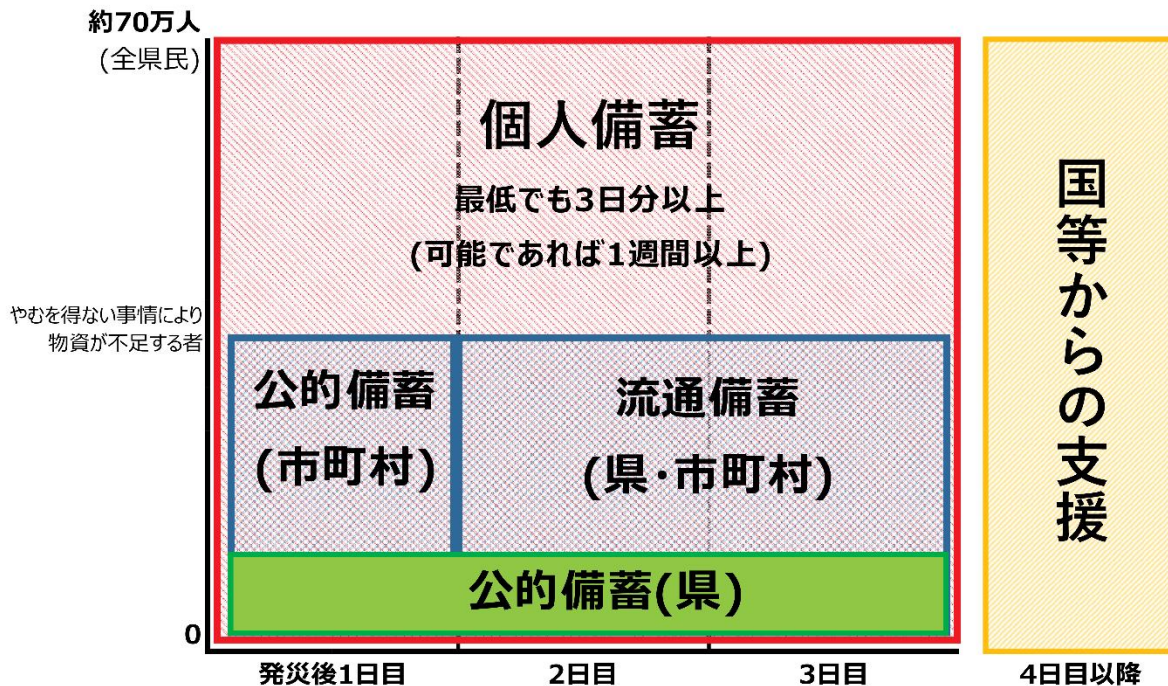 約70万人
(全県民)
個人備蓄
最低でも3日分以上
(可能であれば1週間以上)
やむを得ない事情により
物資が不足する者
公的備蓄
(市町村)
流通備蓄
(県・市町村)
公的備蓄(県)
0
発災後1日目
2日目
3日目
国等からの支援
4日目以降